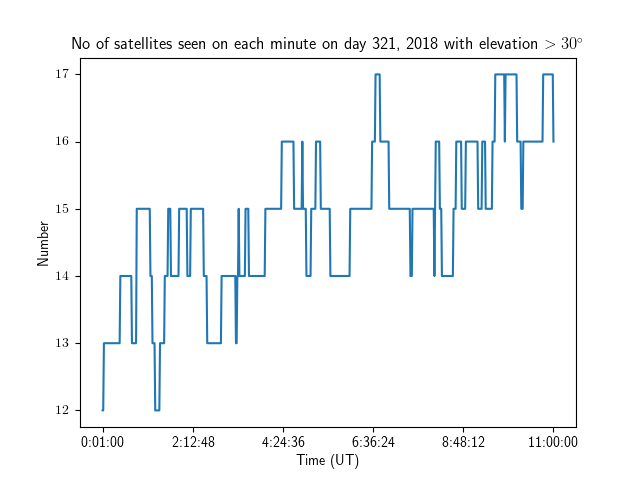 No of satellites seen on each minute on day 321, 2018 with elevation > 30°
17
16
15
14
13
12
Number
0:01:00 2:12:48 4:24:36 6:36:24 8:48:12 11:00:00
Time (UT)